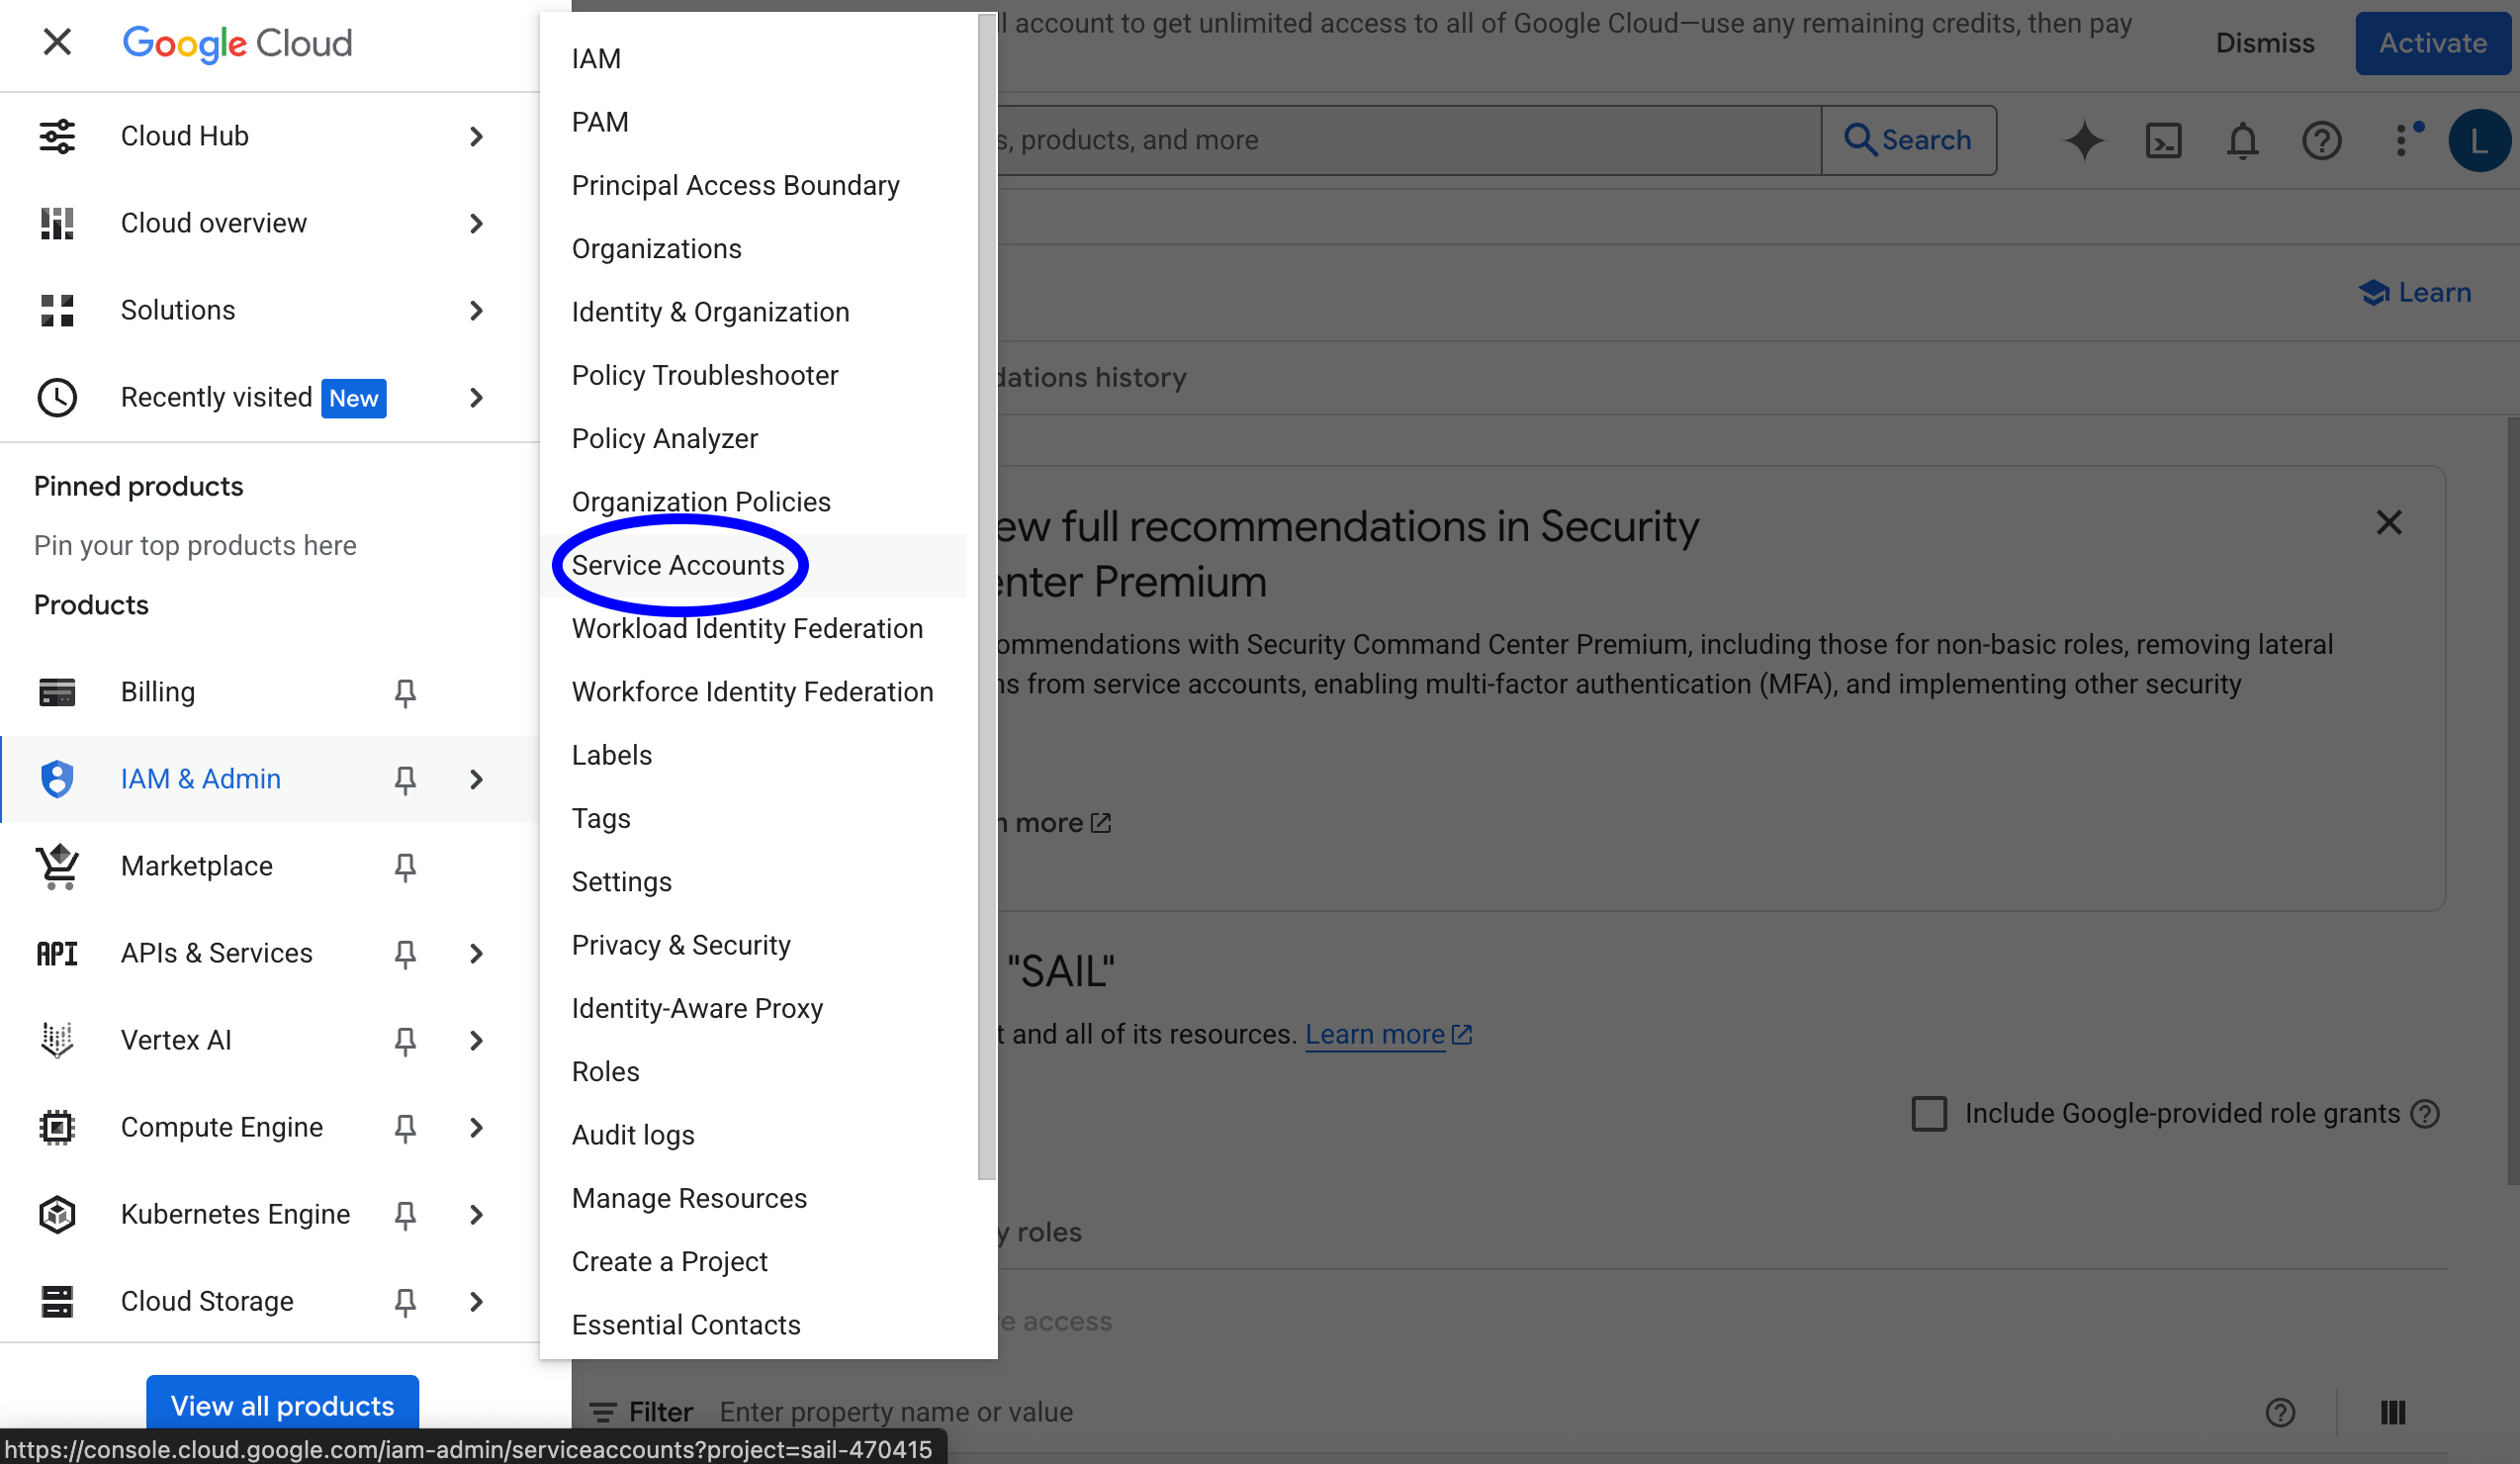 Google Cloud
Cloud Hub
Cloud overview
Solutions
Recently visited New
Pinned products
Pin your top products here
Products
Billing
IAM & Admin
Marketplace
API APIs & Services
Vertex AI
Compute Engine
Kubernetes Engine
Cloud Storage
View all products
https://console.cloud.google.com/iam-admin/serviceaccounts?project=sail-470415
IAM
PAM
Principal Access Boundary
Organizations
Identity & Organization
Policy Troubleshooter
Policy Analyzer
Organization Policies
Service Accounts
Workload Identity Federation
Workforce Identity Federation
Labels
Tags
Settings
Privacy & Security
Identity-Aware Proxy
Roles
Audit logs
Manage Resources
Create a Project
Essential Contacts
account to get unlimited access to all of Google Cloud—use any remaining credits, then pay
Dismiss
Activate
s, products, and more
Search
L
Learn
dations history
ew full recommendations in Security
enter Premium
ommendations with Security Command Center Premium, including those for non-basic roles, removing lateral
ns from service accounts, enabling multi-factor authentication (MFA), and implementing other security
n more
"SAIL"
t and all of its resources. Learn more
Include Google-provided role grants
y roles
e access
Filter Enter property name or value